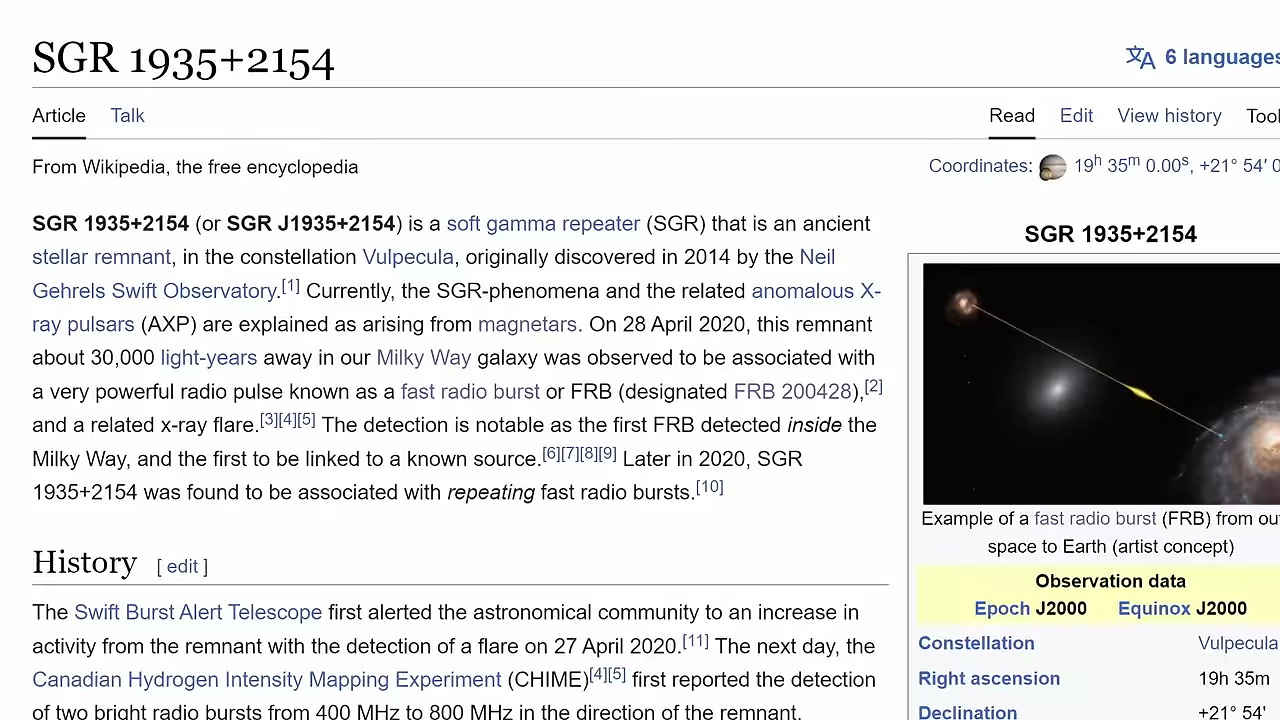 SGR 1935+2154
6 languages
Article Talk
Read Edit View history Tool
From Wikipedia, the free encyclopedia
Coordinates: 19h 35m 0.00s, +21° 54′ 0
SGR 1935+2154 (or SGR J1935+2154) is a soft gamma repeater (SGR) that is an ancient
stellar remnant, in the constellation Vulpecula, originally discovered in 2014 by the Neil
Gehrels Swift Observatory.[1] Currently, the SGR-phenomena and the related anomalous X-
ray pulsars (AXP) are explained as arising from magnetars. On 28 April 2020, this remnant
about 30,000 light-years away in our Milky Way galaxy was observed to be associated with
a very powerful radio pulse known as a fast radio burst or FRB (designated FRB 200428),[2]
and a related x-ray flare.[3][4][5] The detection is notable as the first FRB detected inside the
Milky Way, and the first to be linked to a known source.[6][7][8][9] Later in 2020, SGR
1935+2154 was found to be associated with repeating fast radio bursts.[10]
History [ edit ]
The Swift Burst Alert Telescope first alerted the astronomical community to an increase in
activity from the remnant with the detection of a flare on 27 April 2020.[11] The next day, the
Canadian Hydrogen Intensity Mapping Experiment (CHIME)[4][5] first reported the detection
of two bright radio bursts from 400 MHz to 800 MHz in the direction of the remnant.
SGR 1935+2154
Example of a fast radio burst (FRB) from ou
space to Earth (artist concept)
Observation data
Epoch J2000 Equinox J2000
Constellation Vulpecula
Right ascension 19h 35m
Declination +21° 54′